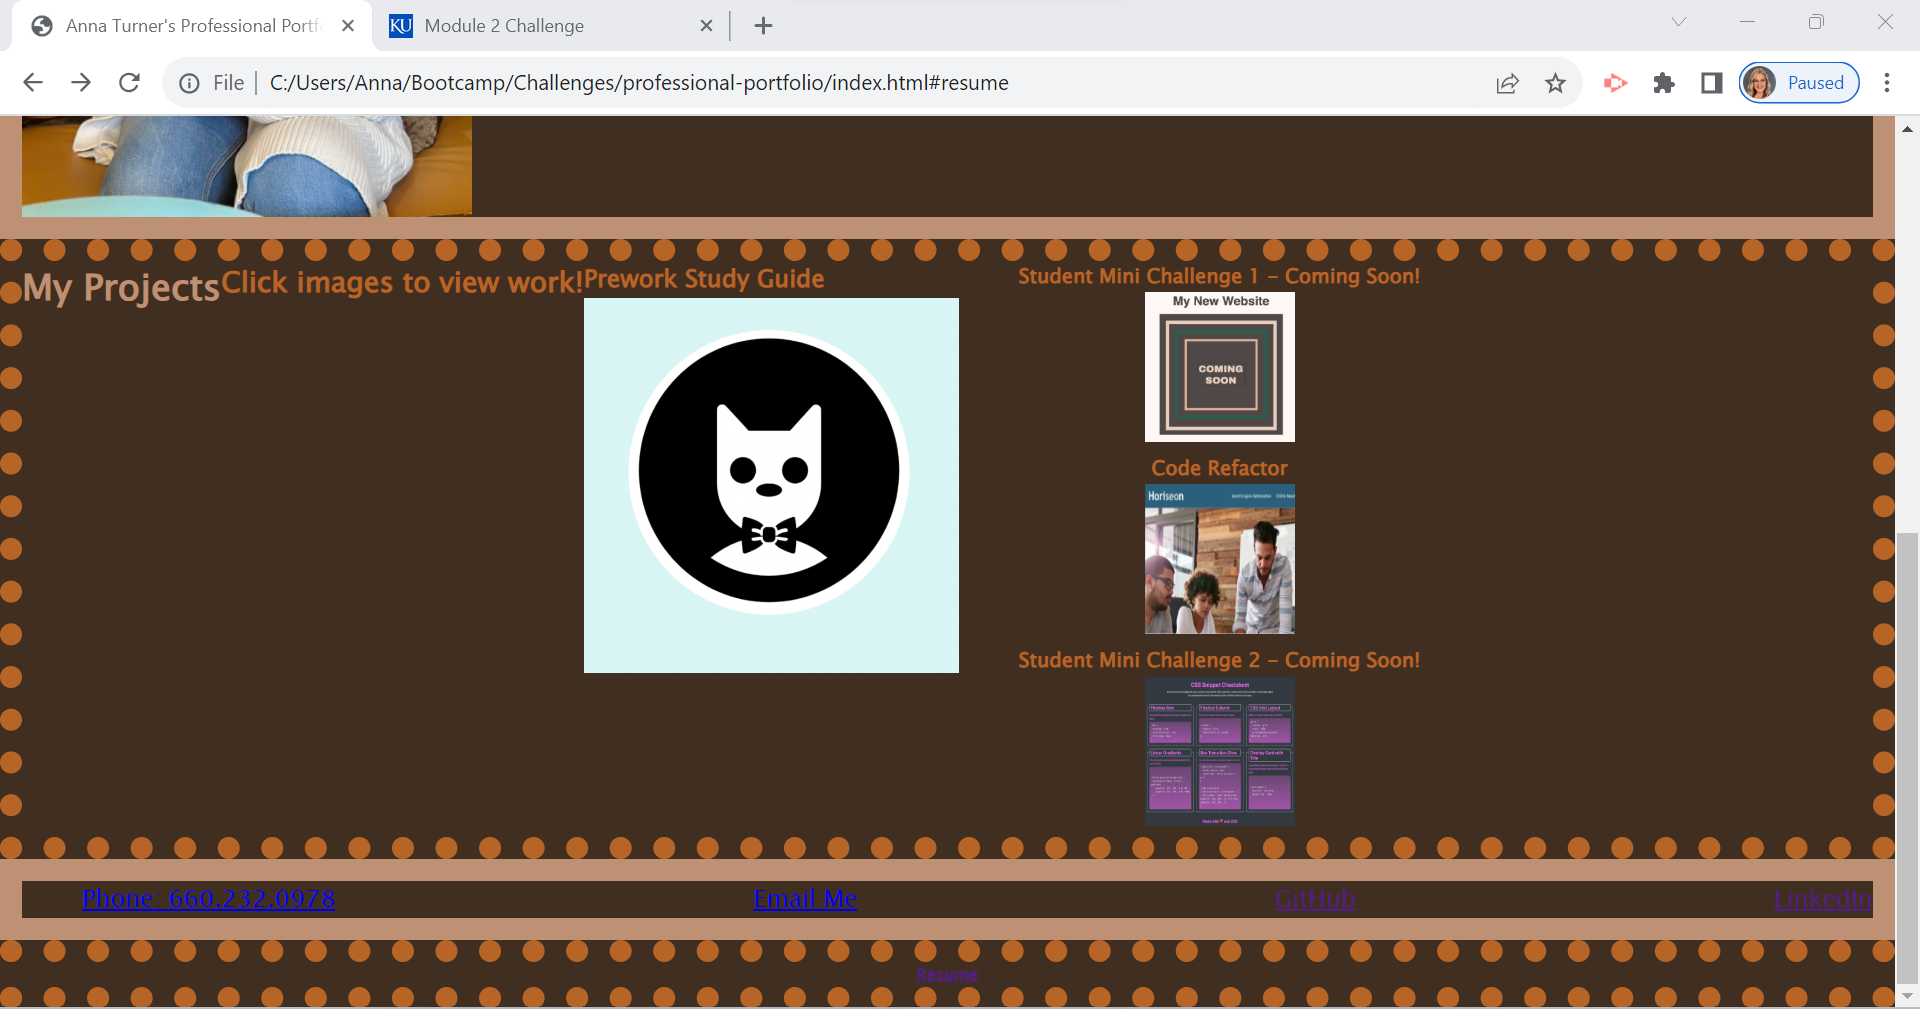 Anna Turner's Professional Portf
KU Module 2 Challenge
File C:/Users/Anna/Bootcamp/Challenges/professional-portfolio/index.html#resume
Paused
My Projects
Click images to view work!
Prework Study Guide
Student Mini Challenge 1 - Coming Soon!
My New Website
COMING
SOON
Code Refactor
Horiseon
Search Engine Optimization
Student Mini Challenge 2 - Coming Soon!
CSS Snippet Cheatsheet
Phone: 660.232.0978
Email Me
GitHub
LinkedIn
Resume